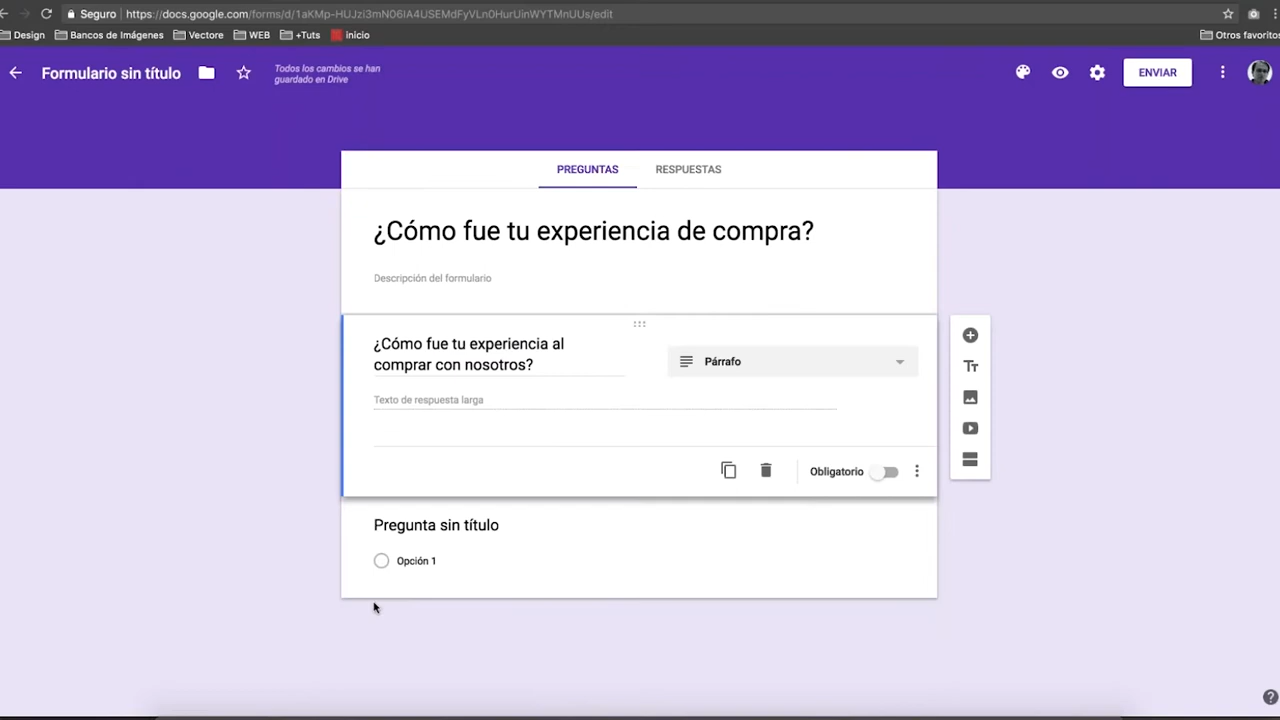 Seguro https://docs.google.com/forms/d/1aKMp-HUJzi3mN06IA4USEMdFyVLn0HurUinWYTMnUUs/edit
Design Bancos de Imágenes Vectore WEB +Tuts inicio Otros favoritos
Formulario sin título
Todos los cambios se han
guardado en Drive
ENVIAR
PREGUNTAS RESPUESTAS
¿Cómo fue tu experiencia de compra?
Descripción del formulario
¿Cómo fue tu experiencia al
comprar con nosotros?
Párrafo
Texto de respuesta larga
Obligatorio
Pregunta sin título
Opción 1